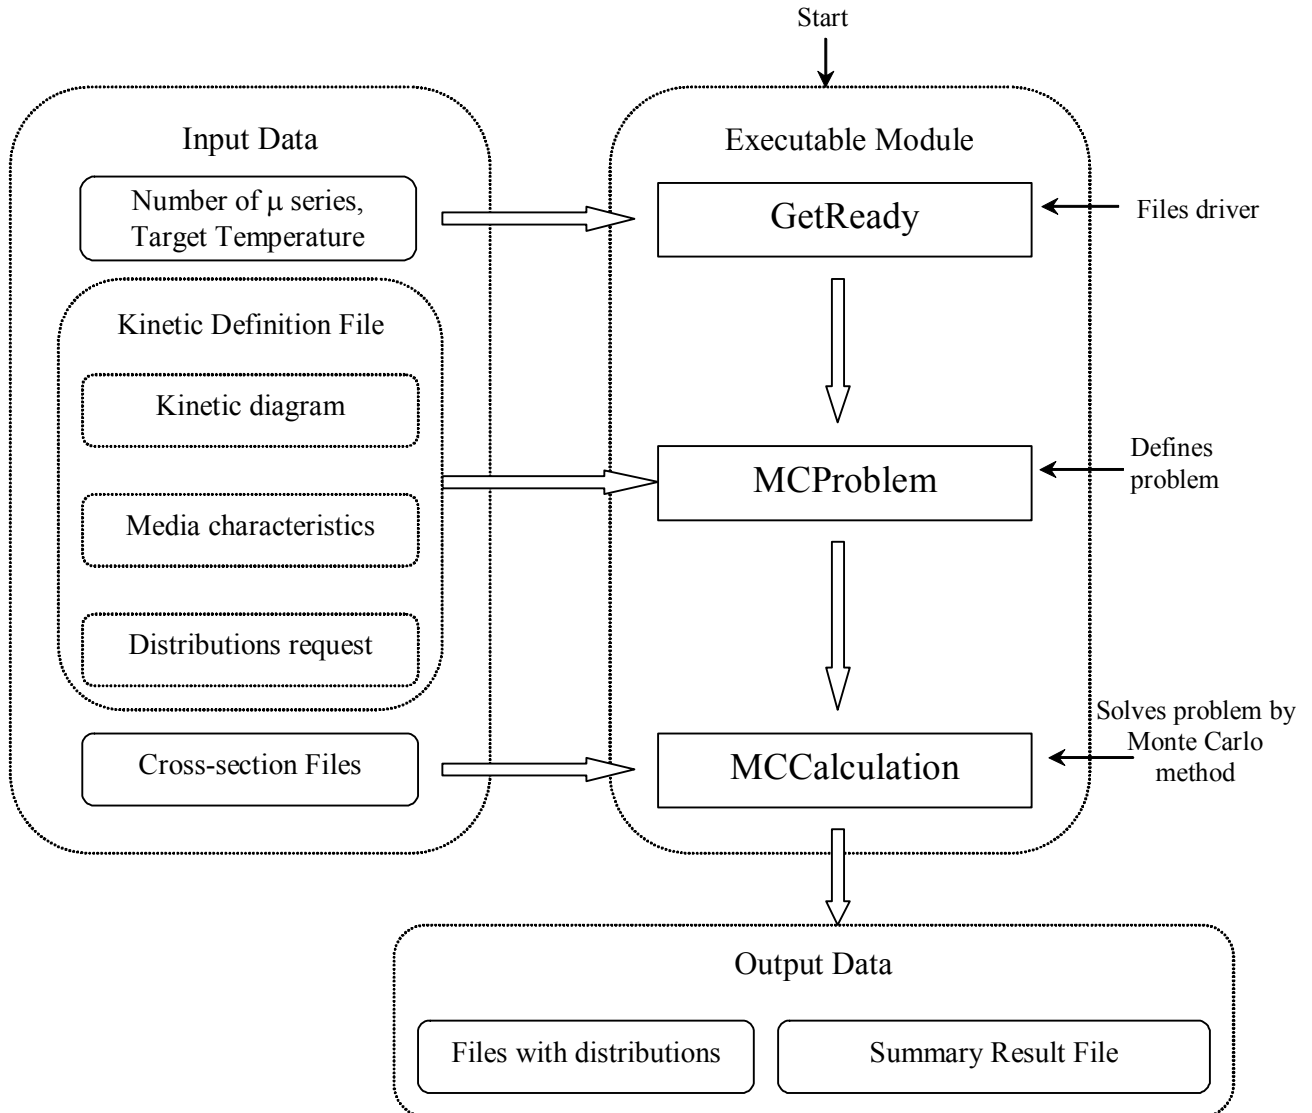 Start
Input Data
Number of μ series,
Target Temperature
Kinetic Definition File
Kinetic diagram
Media characteristics
Distributions request
Cross-section Files
Executable Module
GetReady
Files driver
MCProblem
Defines
problem
MCCalculation
Solves problem by
Monte Carlo
method
Output Data
Files with distributions
Summary Result File